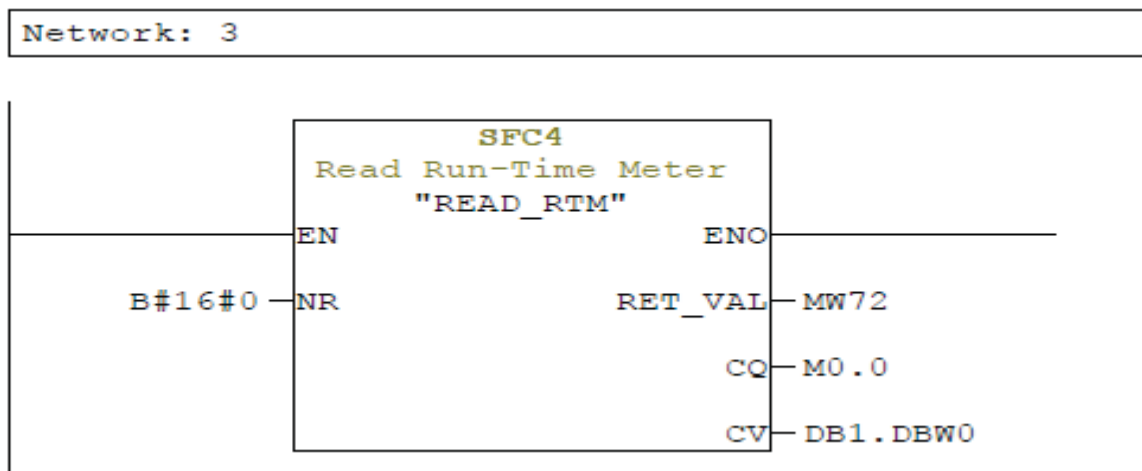 Network: 3
SFC4
Read Run-Time Meter
"READ_RTM"
EN ENO
B#16#0 NR RET_VAL MW72
CQ M0.0
CV DB1.DBW0